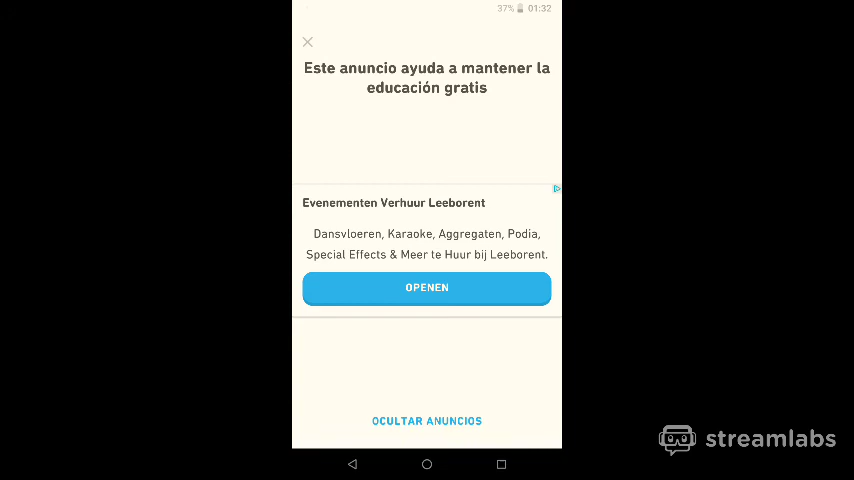 37% 01:32
Este anuncio ayuda a mantener la
educación gratis
Evenementen Verhuur Leeborent
Dansvloeren, Karaoke, Aggregaten, Podia,
Special Effects & Meer te Huur bij Leeborent.
OPENEN
OCULTAR ANUNCIOS
streamlabs